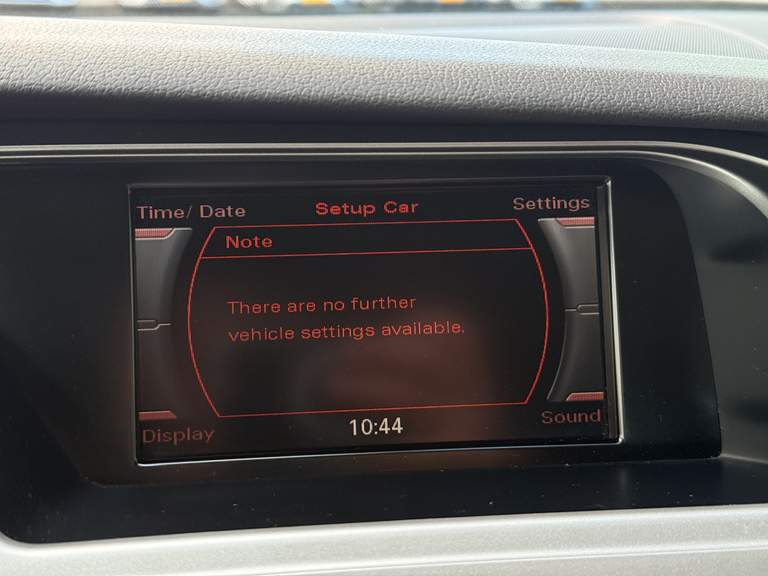 Time/ Date
Setup Car
Settings
Note
There are no further
vehicle settings available.
Display
10:44
Sound